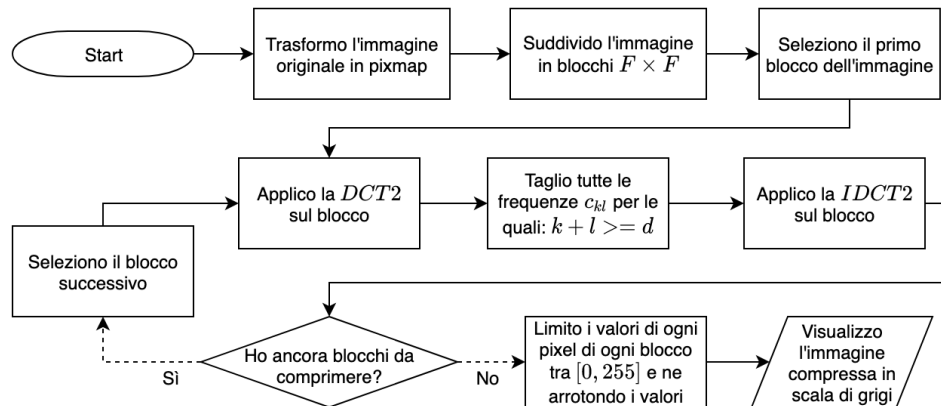 Start
Trasformo l'immagine
originale in pixmap
Suddivido l'immagine
in blocchi F × F
Seleziono il primo
blocco dell'immagine
Applico la DCT2
sul blocco
Taglio tutte le
frequenze c_{kl} per le
quali: k + l >= d
Applico la IDCT2
sul blocco
Seleziono il blocco
successivo
Ho ancora blocchi da
comprimere?
Sì
No
Limito i valori di ogni
pixel di ogni blocco
tra [0, 255] e ne
arrotondo i valori
Visualizzo
l'immagine
compressa in
scala di grigi